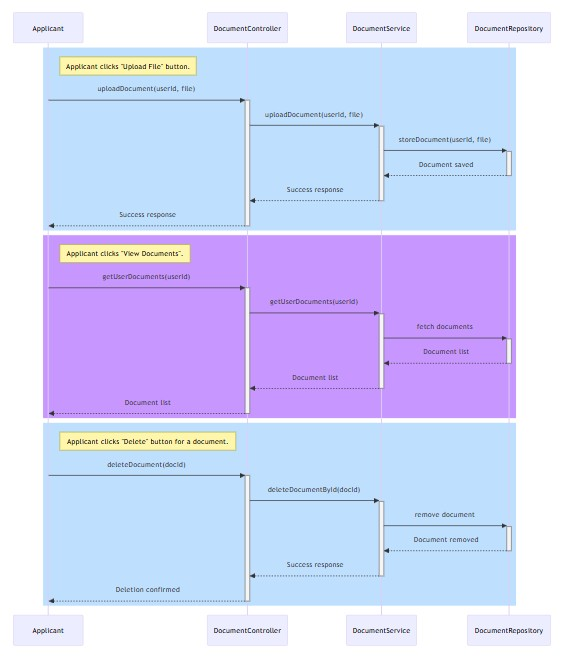 Applicant
DocumentController
DocumentService
DocumentRepository
Applicant clicks "Upload File" button.
uploadDocument(userId, file)
uploadDocument(userId, file)
storeDocument(userId, file)
Document saved
Success response
Success response
Applicant clicks "View Documents".
getUserDocuments(userId)
getUserDocuments(userId)
fetch documents
Document list
Document list
Document list
Applicant clicks "Delete" button for a document.
deleteDocument(docId)
deleteDocumentById(docId)
remove document
Document removed
Success response
Deletion confirmed
Applicant
DocumentController
DocumentService
DocumentRepository